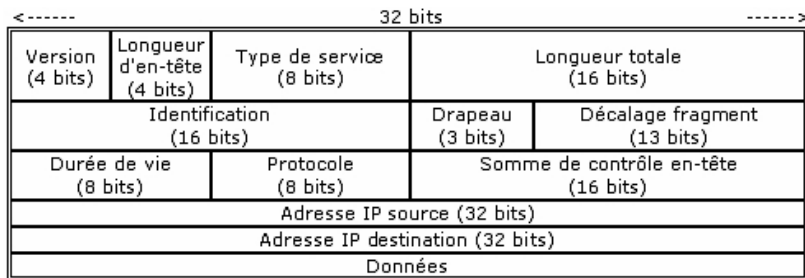 <------ 32 bits ------>
Version
(4 bits)
Longueur
d'en-tête
(4 bits)
Type de service
(8 bits)
Longueur totale
(16 bits)
Identification
(16 bits)
Drapeau
(3 bits)
Décalage fragment
(13 bits)
Durée de vie
(8 bits)
Protocole
(8 bits)
Somme de contrôle en-tête
(16 bits)
Adresse IP source (32 bits)
Adresse IP destination (32 bits)
Données